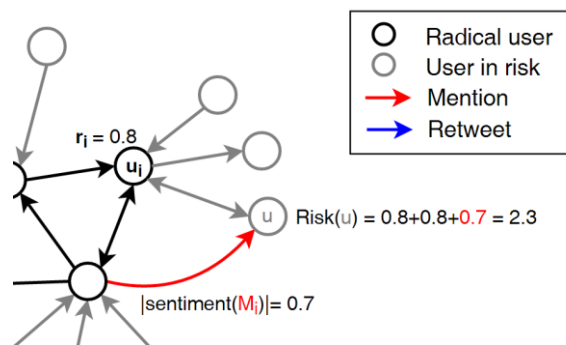 Radical user
User in risk
Mention
Retweet
rᵢ = 0.8
uᵢ
u
Risk(u) = 0.8+0.8+0.7 = 2.3
|sentiment(Mᵢ)|= 0.7